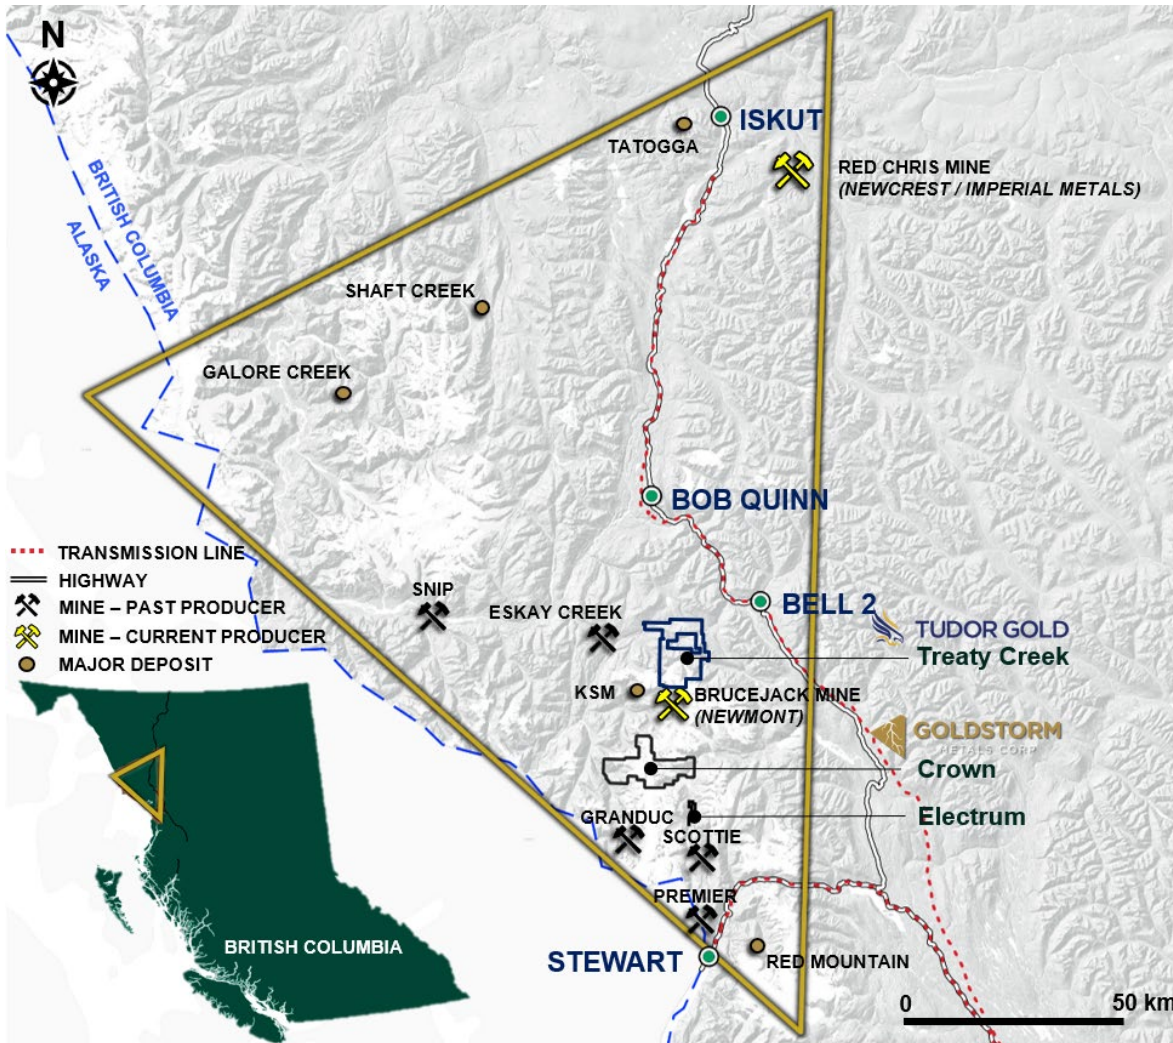 N
ISKUT
TATOGGA
RED CHRIS MINE
(NEWCREST / IMPERIAL METALS)
BRITISH COLUMBIA
ALASKA
SHAFT CREEK
GALORE CREEK
BOB QUINN
TRANSMISSION LINE
HIGHWAY
MINE – PAST PRODUCER
MINE – CURRENT PRODUCER
MAJOR DEPOSIT
SNIP
ESKAY CREEK
BELL 2
TUDOR GOLD
Treaty Creek
KSM
BRUCEJACK MINE
(NEWMONT)
GOLDSTORM
METALS CORP
Crown
Electrum
GRANDUC
SCOTTIE
PREMIER
STEWART
RED MOUNTAIN
BRITISH COLUMBIA
0 50 km